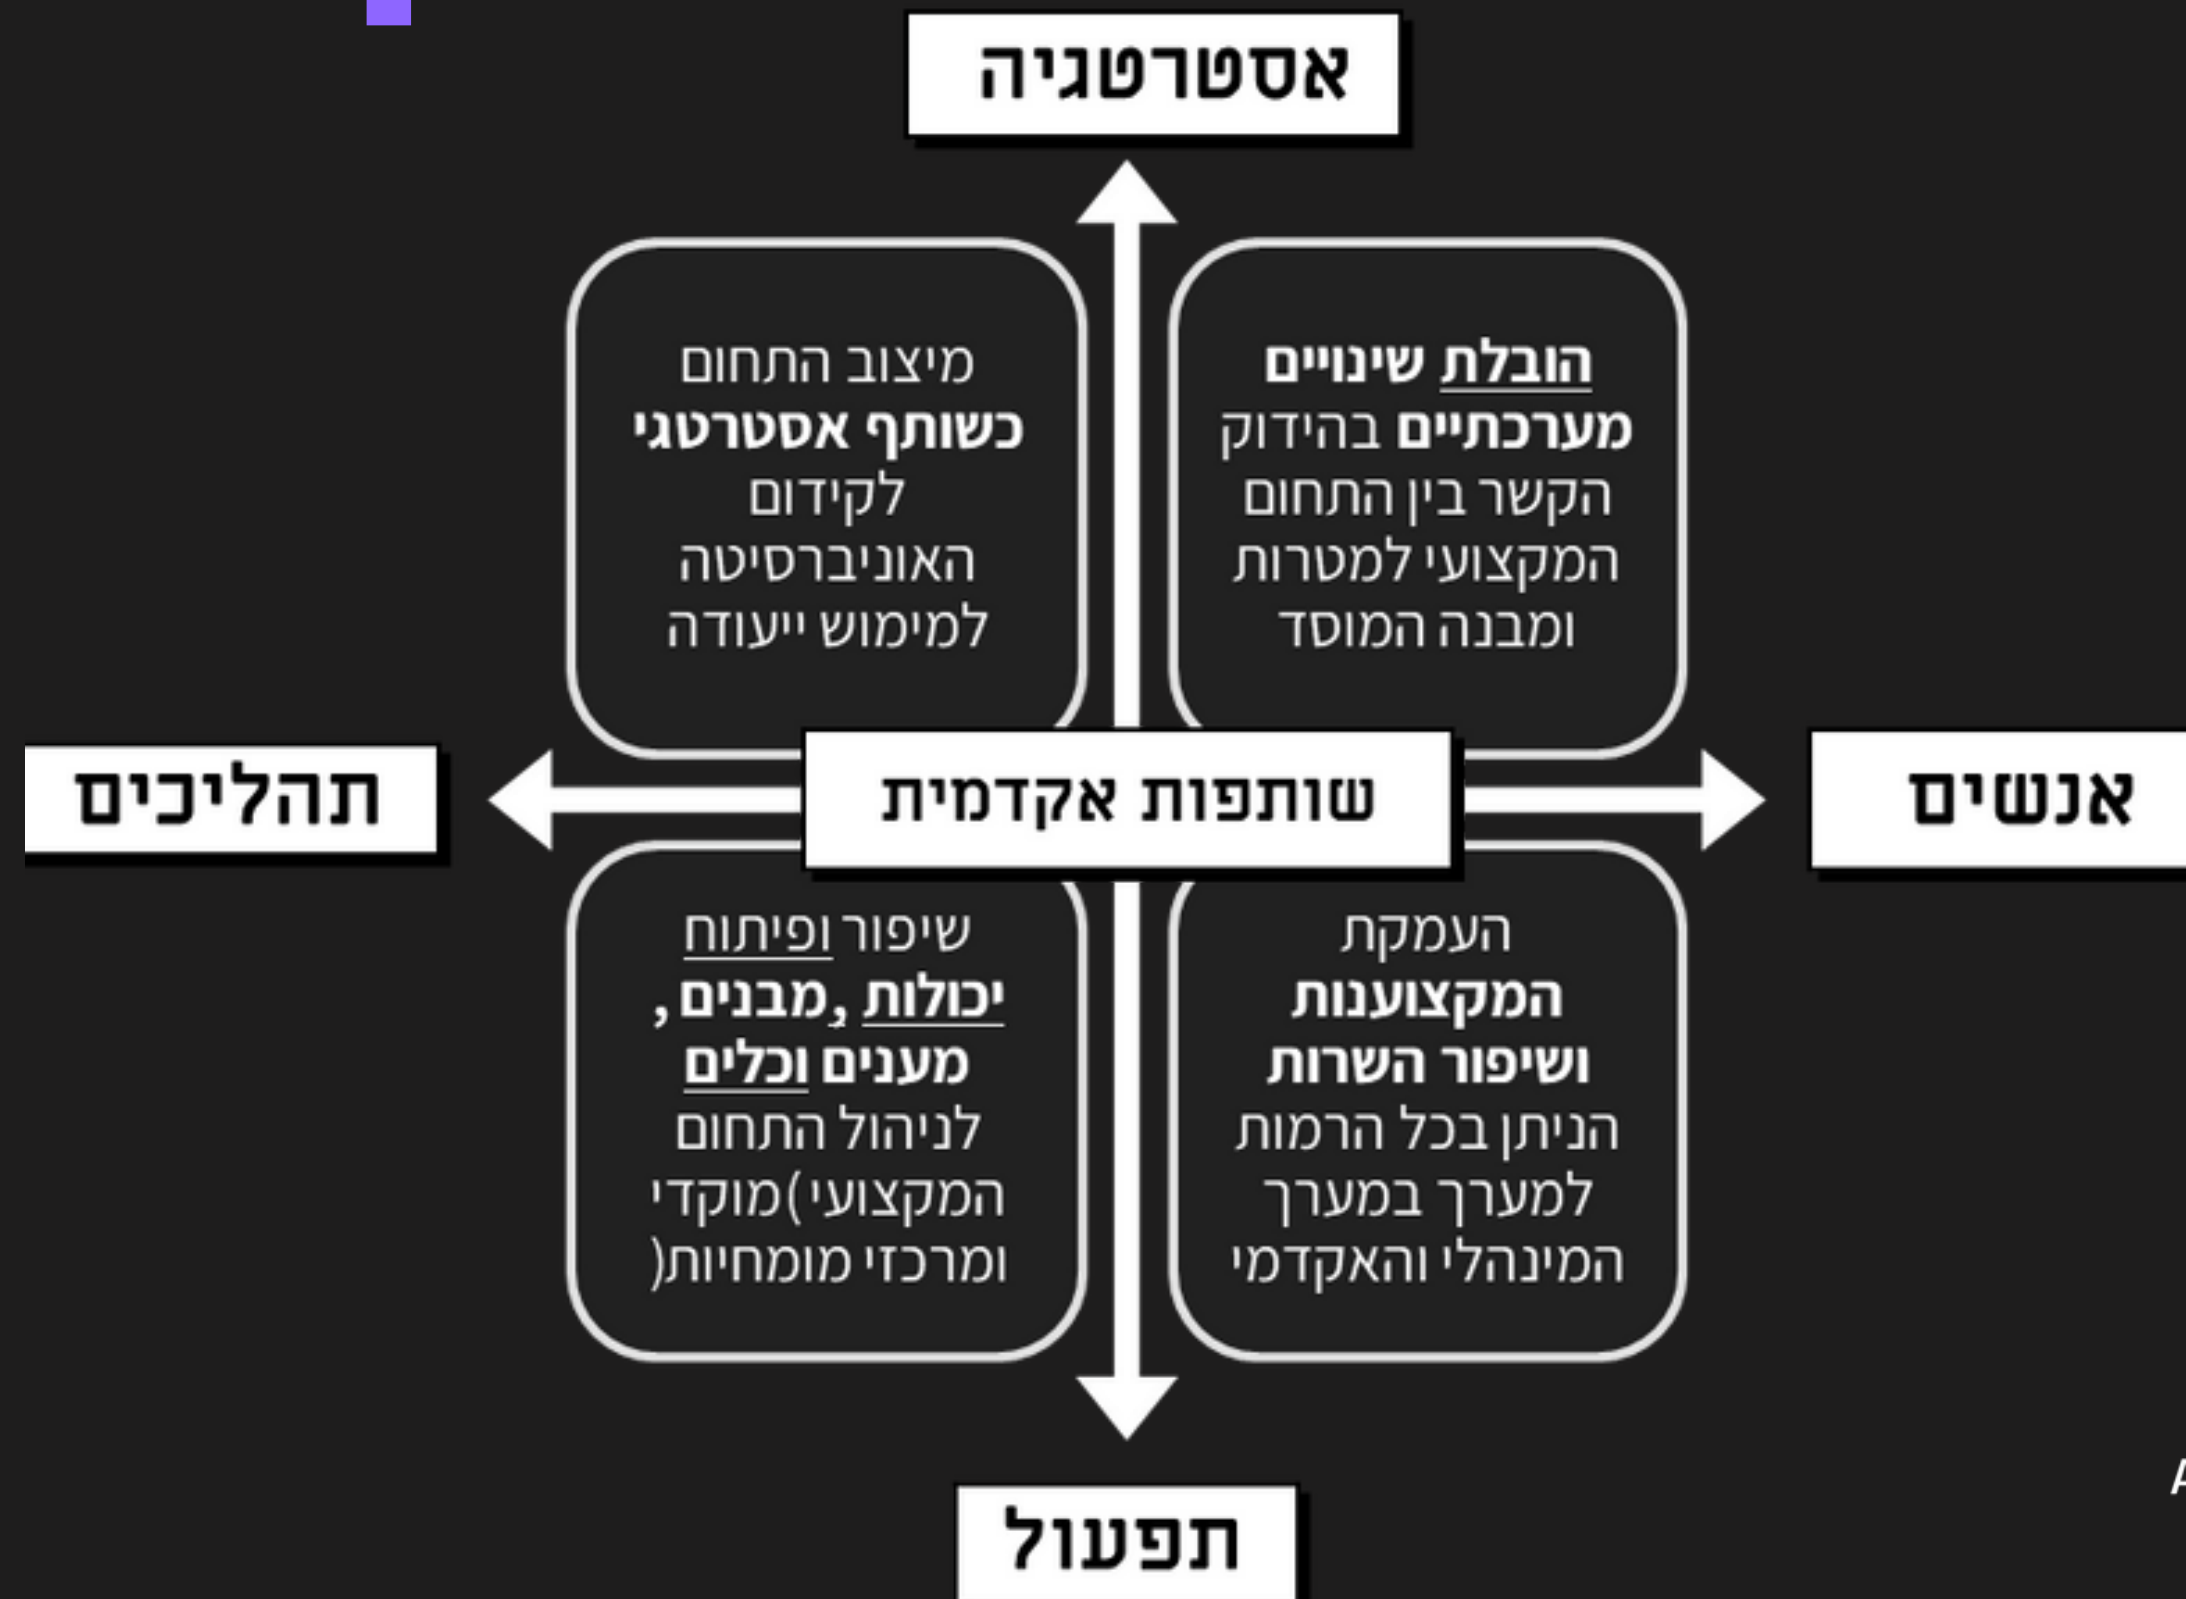 אסטרטגיה
הובלת שינויים
מערכתיים בהידוק
הקשר בין התחום
המקצועי למטרות
ומבנה המוסד
מיצוב התחום
כשותף אסטרטגי
לקידום
האוניברסיטה
למימוש ייעודה
אנשים
שותפות אקדמית
תהליכים
העמקת
המקצוענות
ושיפור השרות
הניתן בכל הרמות
למערך במערך
המינהלי והאקדמי
שיפור ופיתוח
יכולות ,מבנים ,
מענים וכלים
לניהול התחום
המקצועי )מוקדי
ומרכזי מומחיות(
תפעול
A